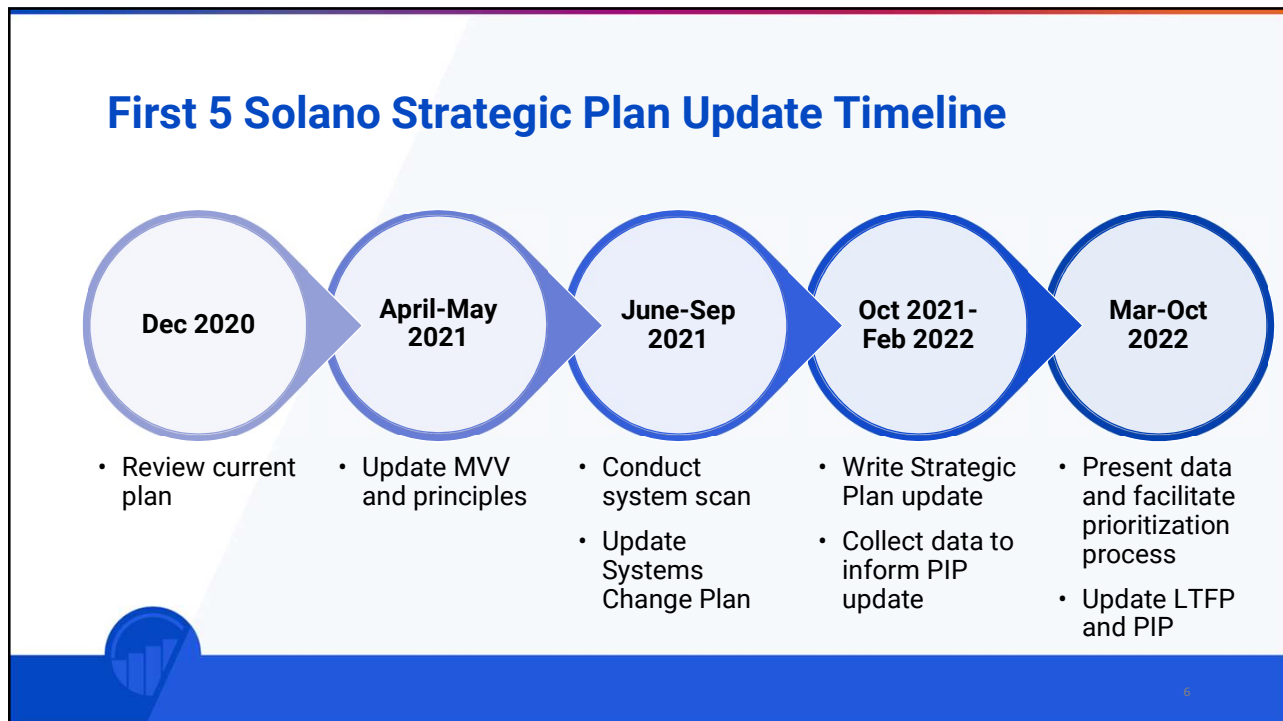 First 5 Solano Strategic Plan Update Timeline
Dec 2020
April-May
2021
June-Sep
2021
Oct 2021-
Feb 2022
Mar-Oct
2022
• Review current
plan
• Update MVV
and principles
• Conduct
system scan
• Update
Systems
Change Plan
• Write Strategic
Plan update
• Collect data to
inform PIP
update
• Present data
and facilitate
prioritization
process
• Update LTFP
and PIP
6